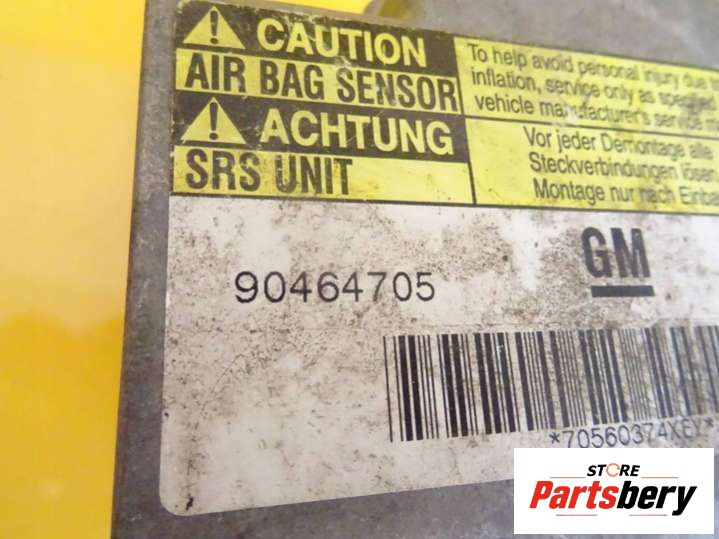 CAUTION
AIR BAG SENSOR
To help avoid personal injury due to
inflation, service only as specified
vehicle manufacturer's service
ACHTUNG
SRS UNIT
Vor jeder Demontage alle
Steckverbindungen lösen
Montage nur nach
GM
90464705
*70560374XEY*
STORE
Partsbery